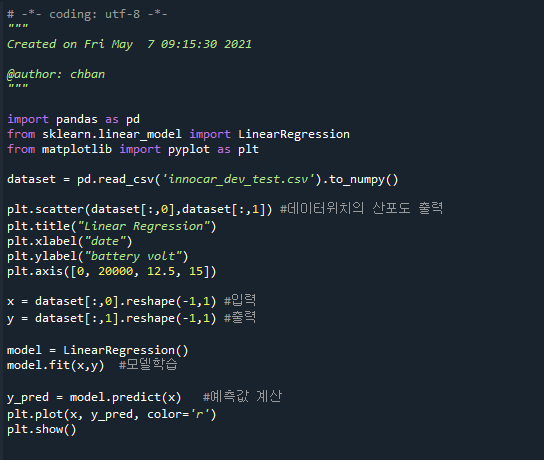 # -*- coding: utf-8 -*-
"""
Created on Fri May  7 09:15:30 2021
@author: chban
"""
import pandas as pd
from sklearn.linear_model import LinearRegression
from matplotlib import pyplot as plt
dataset = pd.read_csv('innocar_dev_test.csv').to_numpy()
plt.scatter(dataset[:,0],dataset[:,1]) #데이터위치의 산포도 출력
plt.title("Linear Regression")
plt.xlabel("date")
plt.ylabel("battery volt")
plt.axis([0, 20000, 12.5, 15])
x = dataset[:,0].reshape(-1,1) #입력
y = dataset[:,1].reshape(-1,1) #출력
model = LinearRegression()
model.fit(x,y)  #모델학습
y_pred = model.predict(x)   #예측값 계산
plt.plot(x, y_pred, color='r')
plt.show()